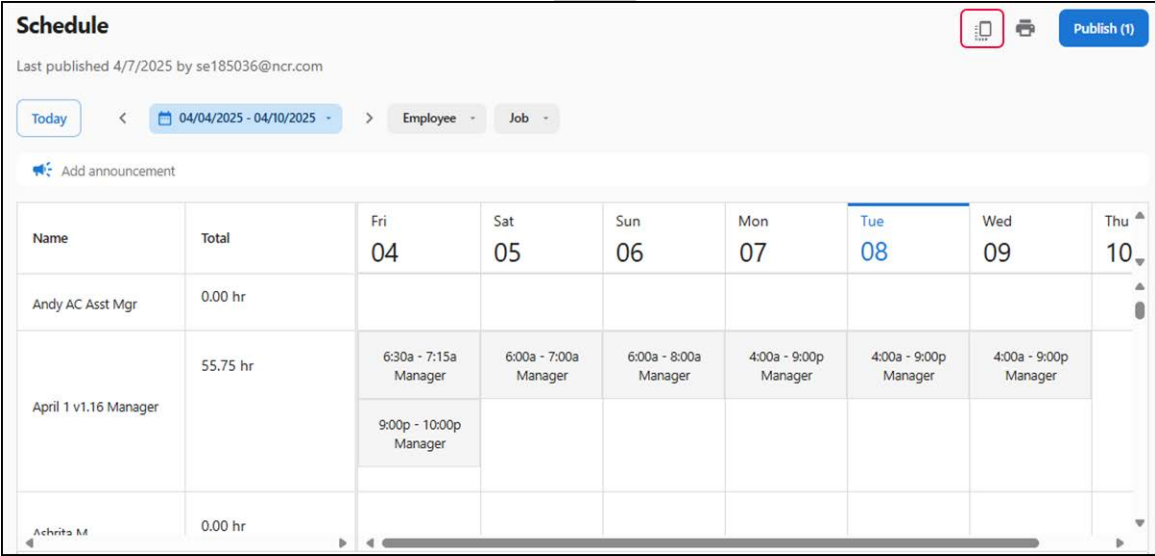 Schedule
Publish (1)
Last published 4/7/2025 by se185036@ncr.com
Today
04/04/2025 - 04/10/2025
Employee
Job
Add announcement
Name
Total
Fri
Sat
Sun
Mon
Tue
Wed
Thu
04
05
06
07
08
09
10
Andy AC Asst Mgr
0.00 hr
April 1 v1.16 Manager
55.75 hr
6:30a - 7:15a
Manager
6:00a - 7:00a
Manager
6:00a - 8:00a
Manager
4:00a - 9:00p
Manager
4:00a - 9:00p
Manager
4:00a - 9:00p
Manager
9:00p - 10:00p
Manager
Ashrita M
0.00 hr